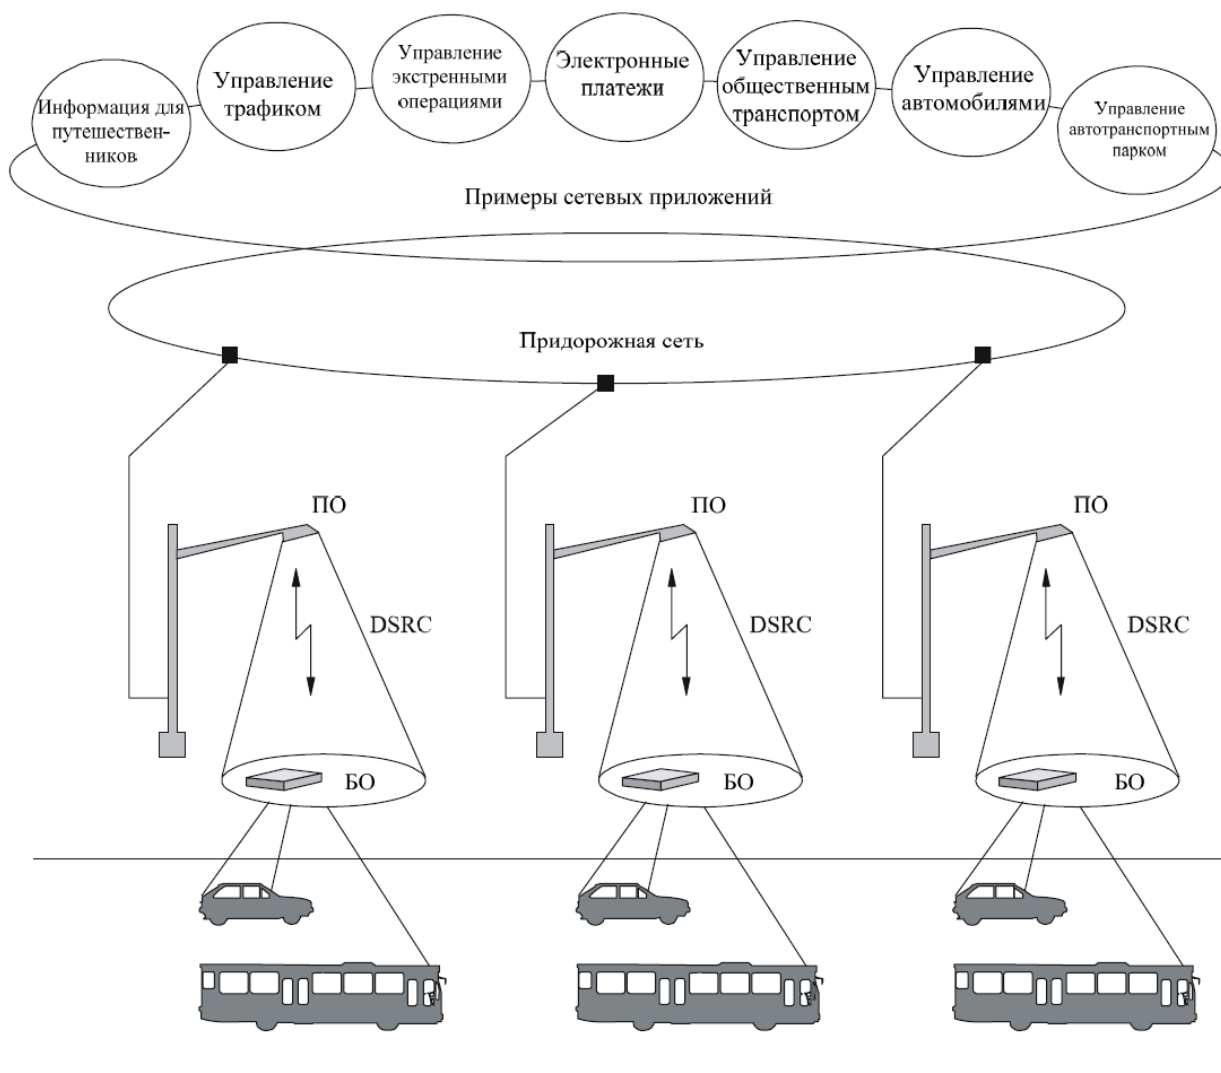 Информация для
путешествен-
ников
Управление
трафиком
Управление
экстренными
операциями
Электронные
платежи
Управление
общественным
транспортом
Управление
автомобилями
Управление
автотранспортным
парком
Примеры сетевых приложений
Придорожная сеть
ПО
ПО
ПО
DSRC
DSRC
DSRC
БО
БО
БО